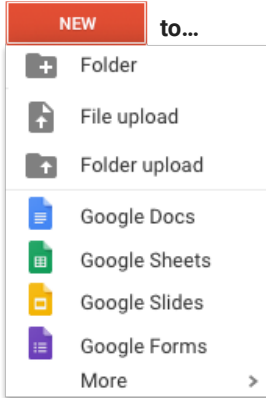 NEW to...
Folder
File upload
Folder upload
Google Docs
Google Sheets
Google Slides
Google Forms
More